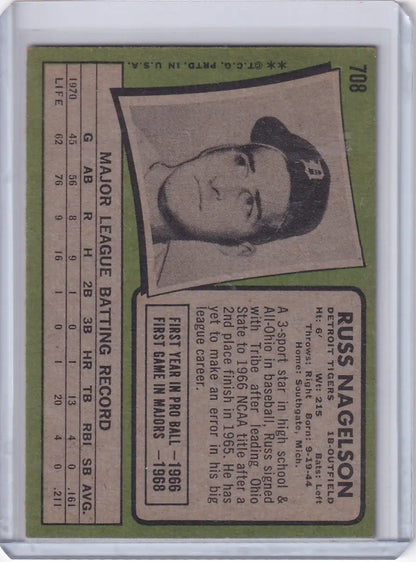 708
**©T.C.G. PRTD. IN U.S.A.
RUSS NAGELSON
DETROIT TIGERS 1B-OUTFIELD
Ht: 6' Wt: 215 Bats: Left
Throws: Right Born: 9-19-44
Home: Southgate, Mich.
A 3-sport star in high school &
All-Ohio in baseball, Russ signed
with Tribe after leading Ohio
State to 1966 NCAA title after a
2nd place finish in 1965. He has
yet to make an error in his big
league career.
FIRST YEAR IN PRO BALL —1966
FIRST GAME IN MAJORS —1968
MAJOR LEAGUE BATTING RECORD
G AB R H 2B 3B HR TB RBI SB AVG.
1970 45 56 8 9 1 0 1 13 4 0 .161
LIFE 62 76 9 16 1 0 1 20 4 0 .211